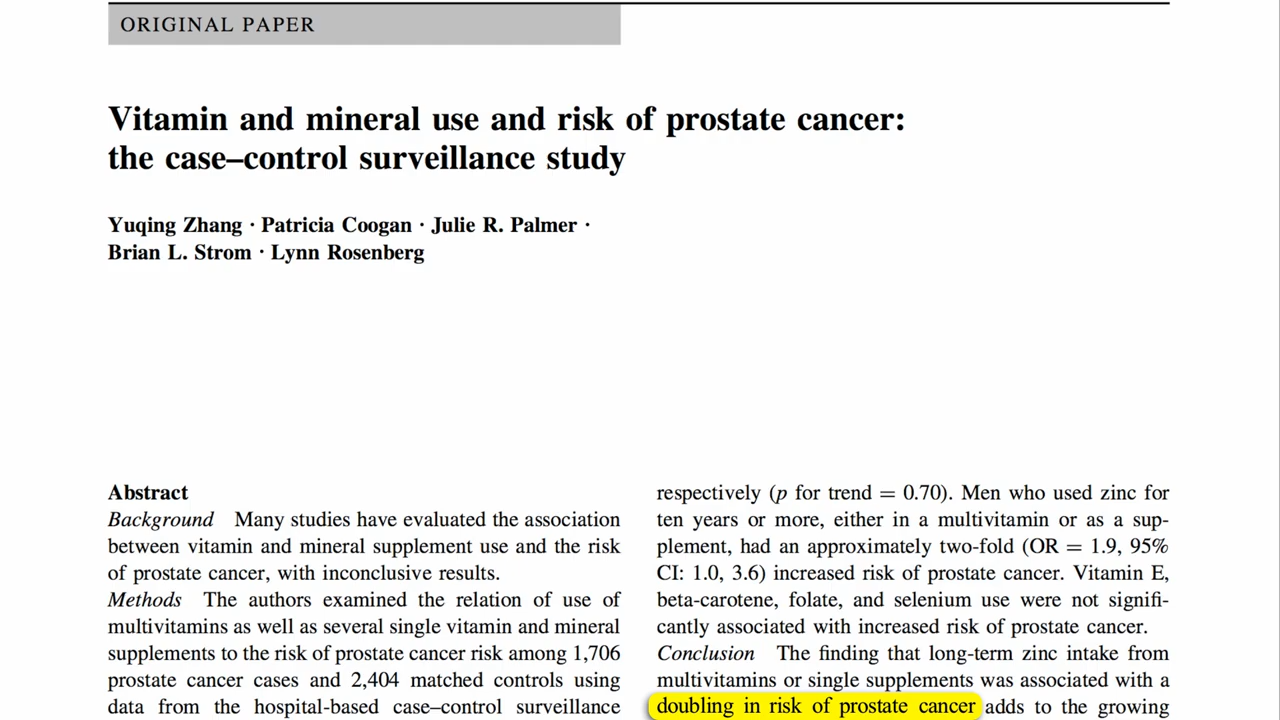 ORIGINAL PAPER
Vitamin and mineral use and risk of prostate cancer:
the case–control surveillance study
Yuqing Zhang · Patricia Coogan · Julie R. Palmer ·
Brian L. Strom · Lynn Rosenberg
Abstract
Background Many studies have evaluated the association
between vitamin and mineral supplement use and the risk
of prostate cancer, with inconclusive results.
Methods The authors examined the relation of use of
multivitamins as well as several single vitamin and mineral
supplements to the risk of prostate cancer risk among 1,706
prostate cancer cases and 2,404 matched controls using
data from the hospital-based case–control surveillance
respectively (p for trend = 0.70). Men who used zinc for
ten years or more, either in a multivitamin or as a sup-
plement, had an approximately two-fold (OR = 1.9, 95%
CI: 1.0, 3.6) increased risk of prostate cancer. Vitamin E,
beta-carotene, folate, and selenium use were not signifi-
cantly associated with increased risk of prostate cancer.
Conclusion The finding that long-term zinc intake from
multivitamins or single supplements was associated with a
doubling in risk of prostate cancer adds to the growing